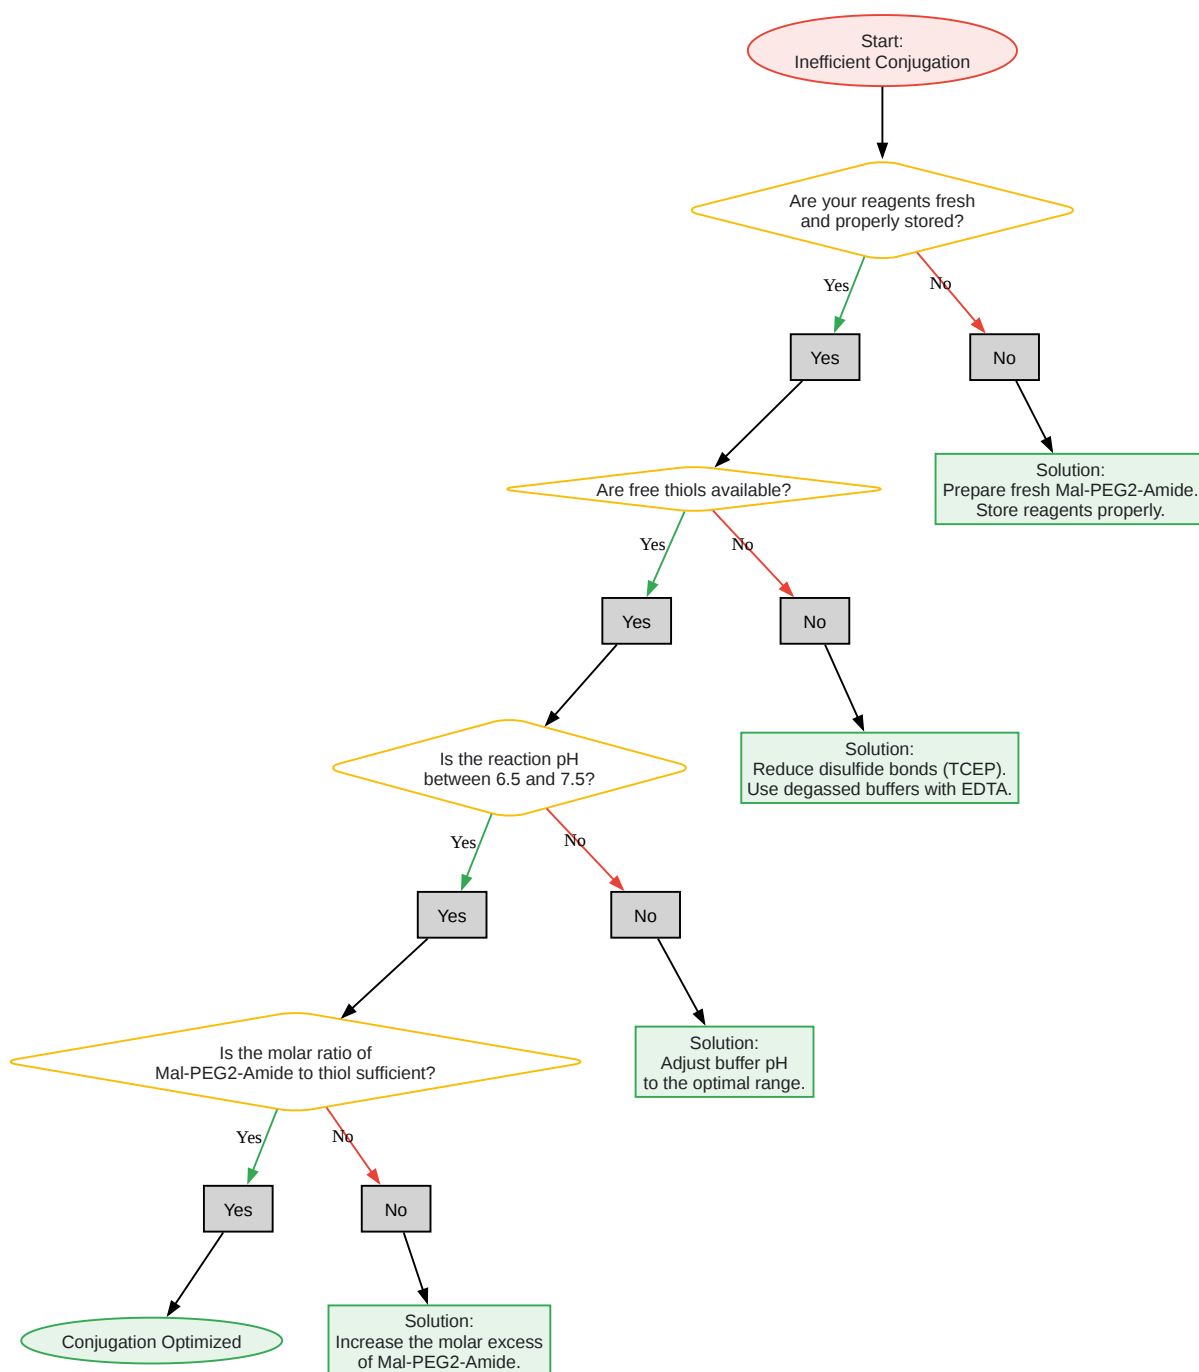 Start:
Inefficient Conjugation
Are your reagents fresh
and properly stored?
Yes
No
Yes
No
Solution:
Prepare fresh Mal-PEG2-Amide.
Store reagents properly.
Are free thiols available?
Yes
No
Yes
No
Solution:
Reduce disulfide bonds (TCEP).
Use degassed buffers with EDTA.
Is the reaction pH
between 6.5 and 7.5?
Yes
No
Yes
No
Solution:
Adjust buffer pH
to the optimal range.
Is the molar ratio of
Mal-PEG2-Amide to thiol sufficient?
Yes
No
Yes
No
Conjugation Optimized
Solution:
Increase the molar excess
of Mal-PEG2-Amide.